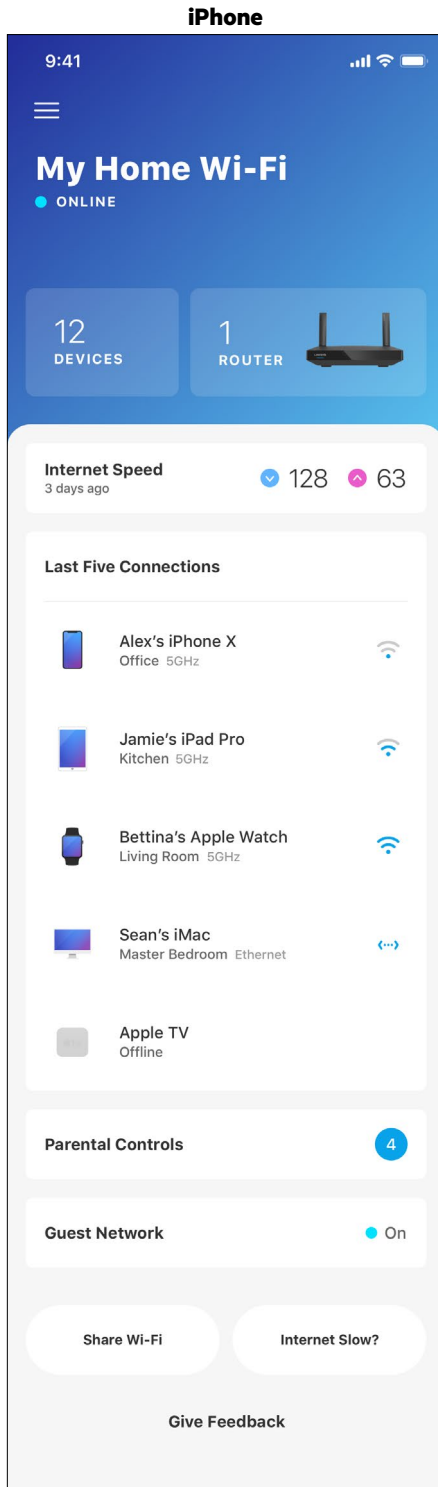 iPhone
9:41
My Home Wi-Fi
ONLINE
12
DEVICES
1
ROUTER
Internet Speed
3 days ago
128
63
Last Five Connections
Alex's iPhone X
Office 5GHz
Jamie's iPad Pro
Kitchen 5GHz
Bettina's Apple Watch
Living Room 5GHz
Sean's iMac
Master Bedroom Ethernet
Apple TV
Offline
Parental Controls
4
Guest Network
On
Share Wi-Fi
Internet Slow?
Give Feedback